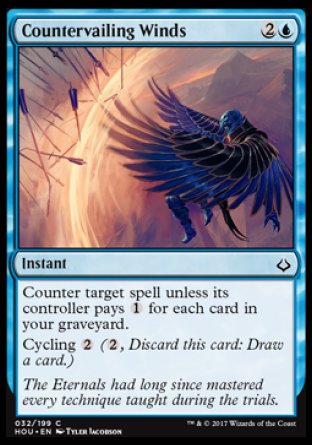 Countervailing Winds 2
Instant
Counter target spell unless its
controller pays 1 for each card in
your graveyard.
Cycling 2 (2, Discard this card: Draw
a card.)
The Eternals had long since mastered
every technique taught during the trials.
032/199 C
HOU • EN Tyler Jacobson ™ & © 2017 Wizards of the Coast